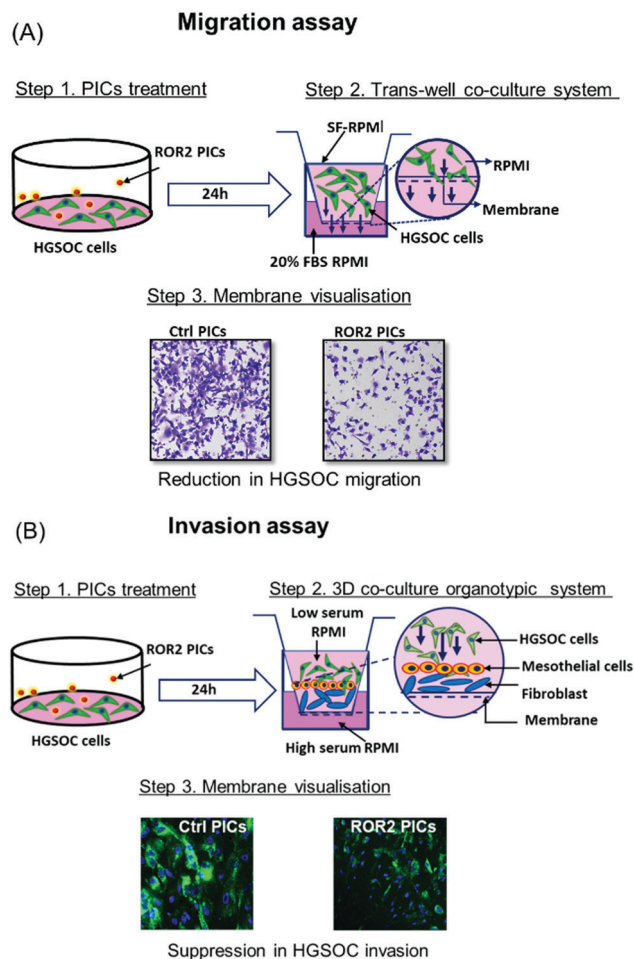 (A)
Migration assay
Step 1. PICs treatment
Step 2. Trans-well co-culture system
SF-RPMI
ROR2 PICs
RPMI
24h
Membrane
HGSOC cells
HGSOC cells
20% FBS RPMI
Step 3. Membrane visualisation
Ctrl PICs
ROR2 PICs
Reduction in HGSOC migration
(B)
Invasion assay
Step 1. PICs treatment
Step 2. 3D co-culture organotypic system
Low serum
RPMI
ROR2 PICs
HGSOC cells
Mesothelial cells
24h
Fibroblast
Membrane
HGSOC cells
High serum RPMI
Step 3. Membrane visualisation
Ctrl PICs
ROR2 PICs
Suppression in HGSOC invasion